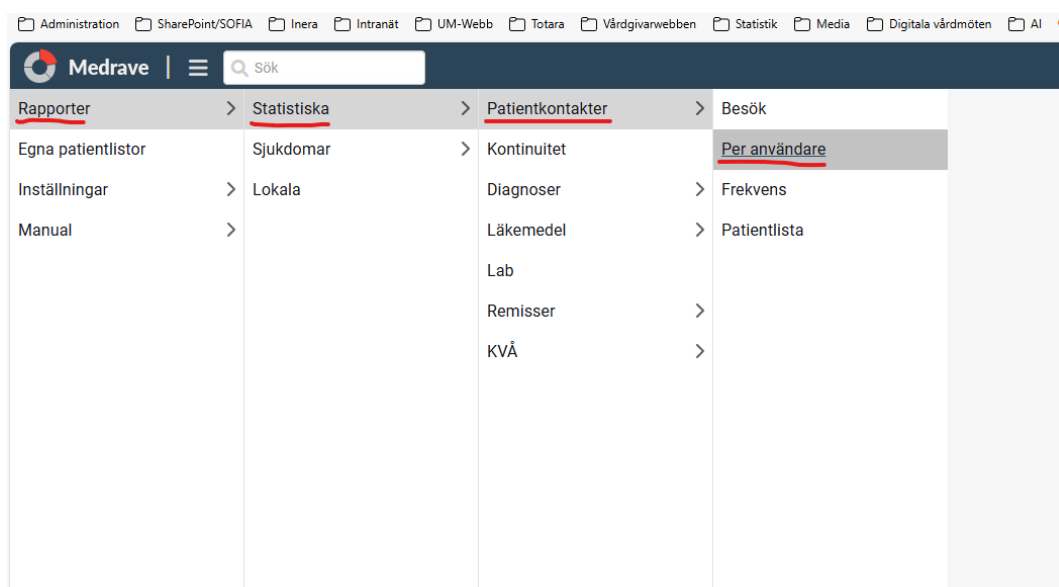 Administration SharePoint/SOFIA Inera Intranät UM-Webb Totara Vårdgivarwebben Statistik Media Digitala vårdmöten AI
Medrave | Sök
Rapporter Statistiska Patientkontakter Besök
Egna patientlistor Sjukdomar Kontinuitet Per användare
Inställningar Lokala Diagnoser Frekvens
Manual Läkemedel Patientlista
Lab
Remisser
KVÅ